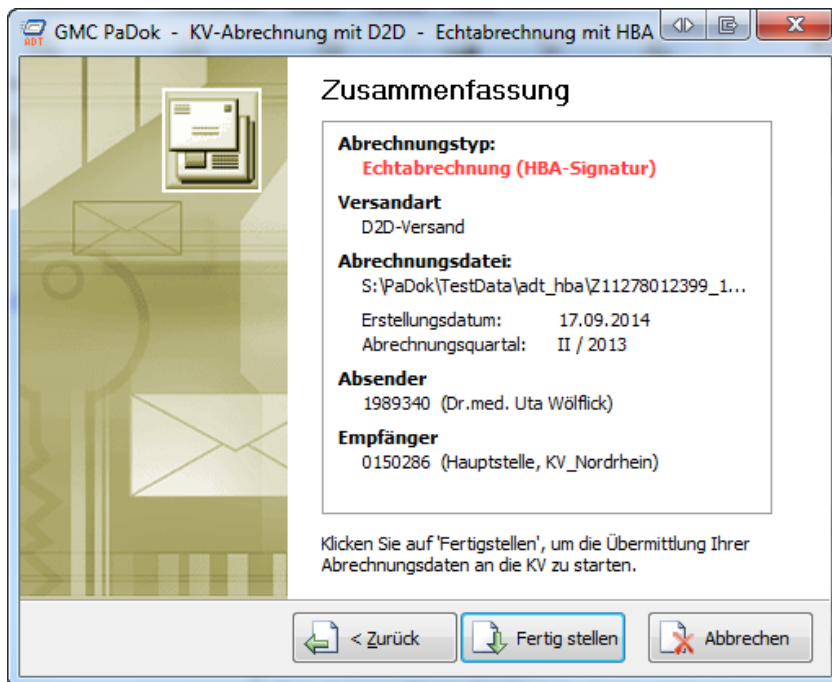 ADT GMC PaDok - KV-Abrechnung mit D2D - Echtabrechnung mit HBA
Zusammenfassung
Abrechnungstyp:
Echtabrechnung (HBA-Signatur)
Versandart
D2D-Versand
Abrechnungsdatei:
S:\PaDok\TestData\adt_hba\Z11278012399_1...
Erstellungsdatum: 17.09.2014
Abrechnungsquartal: II / 2013
Absender
1989340 (Dr.med. Uta Wölflick)
Empfänger
0150286 (Hauptstelle, KV_Nordrhein)
Klicken Sie auf 'Fertigstellen', um die Übermittlung Ihrer
Abrechnungsdaten an die KV zu starten.
< Zurück Fertig stellen Abbrechen